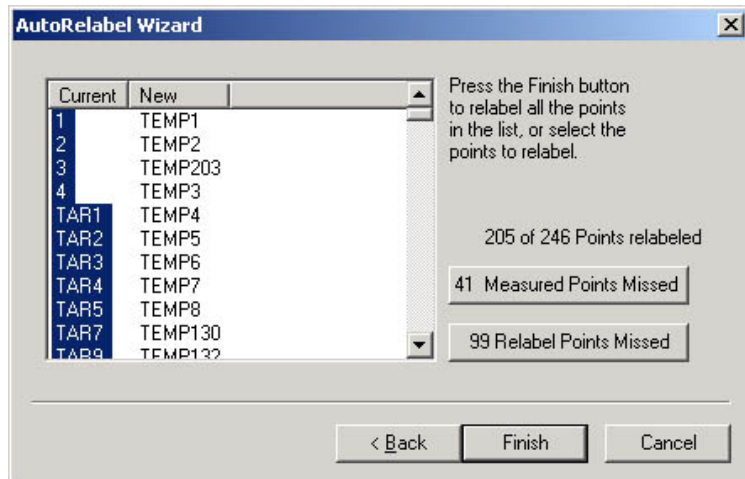 AutoRelabel Wizard
Current New
1 TEMP1
2 TEMP2
3 TEMP203
4 TEMP3
TAR1 TEMP4
TAR2 TEMP5
TAR3 TEMP6
TAR4 TEMP7
TAR5 TEMP8
TAR7 TEMP130
TAR9 TEMP132
Press the Finish button
to relabel all the points
in the list, or select the
points to relabel.
205 of 246 Points relabeled
41 Measured Points Missed
99 Relabel Points Missed
< Back Finish Cancel